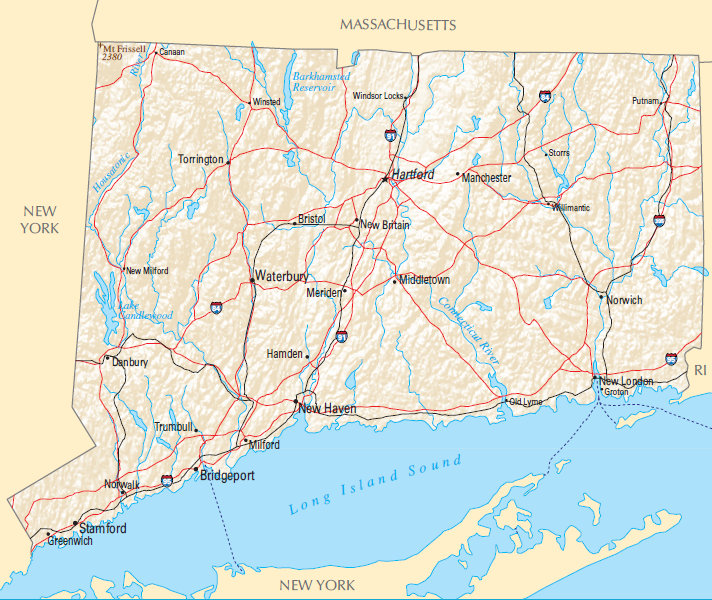 MASSACHUSETTS
Mt Frissell
2380
Canaan
River
Barkhamsted
Reservoir
Windsor Locks
Winsted
84
Putnam
91
Torrington
Storrs
Housatonic
Hartford
Manchester
NEW
YORK
Willimantic
Bristol
New Britain
New Milford
Waterbury
Middletown
Meriden
Norwich
Lake
Candlewood
Connecticut River
Hamden
Danbury
RI
New London
Groton
Old Lyme
New Haven
Trumbull
Milford
Bridgeport
Norwalk
Long Island Sound
Stamford
Greenwich
NEW YORK